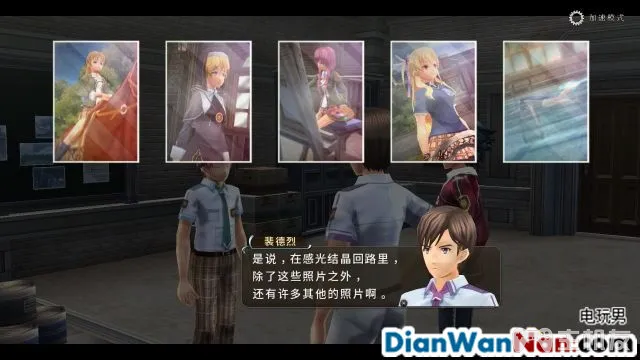 加速模式
裴德烈
是说，在感光结晶回路里，
除了这些照片之外，
还有许多其他的照片啊。
电玩男
DianWanNan.com